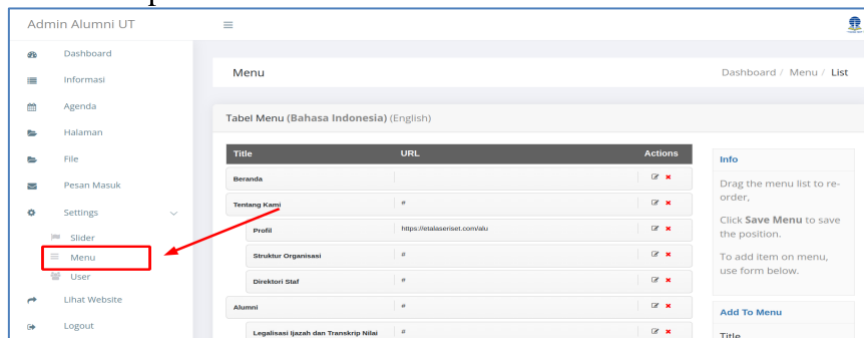 Admin Alumni UT
Dashboard
Informasi
Agenda
Halaman
File
Pesan Masuk
Settings
Slider
Menu
User
Lihat Website
Logout
Menu
Dashboard / Menu / List
Tabel Menu (Bahasa Indonesia) (English)
Title URL Actions
Beranda
Tentang Kami #
Profil https://etalaseriset.com/alu
Struktur Organisasi #
Direktori Staf #
Alumni #
Legalisasi Ijazah dan Transkrip Nilai #
Info
Drag the menu list to re-
order,
Click Save Menu to save
the position.
To add item on menu,
use form below.
Add To Menu
Title